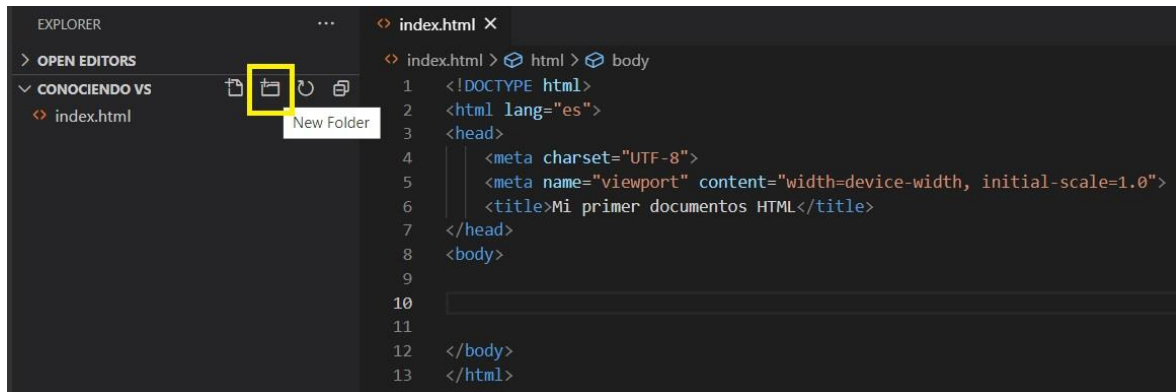 EXPLORER ...
OPEN EDITORS
CONOCIENDO VS
index.html
New Folder
index.html
index.html > html > body
1 <!DOCTYPE html>
2 <html lang="es">
3 <head>
4 <meta charset="UTF-8">
5 <meta name="viewport" content="width=device-width, initial-scale=1.0">
6 <title>Mi primer documentos HTML</title>
7 </head>
8 <body>
9
10
11
12 </body>
13 </html>